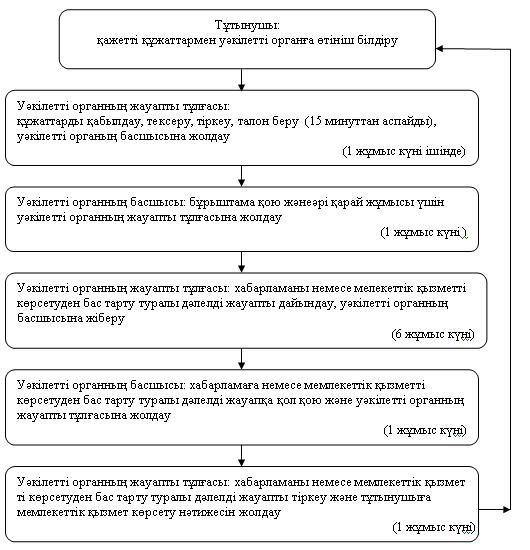 Тұтынушы:
қажетті құжаттармен уәкілетті органға өтініш білдіру
Уәкілетті органның жауапты тұлғасы:
құжаттарды қабылдау, тексеру, тіркеу, талон беру (15 минуттан аспайды),
уәкілетті органың басшысына жолдау
(1 жұмыс күні ішінде)
Уәкілетті органның басшысы: бұрыштама қою жәнеәрі қарай жұмысы үшін
уәкілетті органның жауапты тұлғасына жолдау
(1 жұмыс күні)
Уәкілетті органның жауапты тұлғасы: хабарламаны немесе мелекеттік қызметті
көрсетуден бас тарту туралы дәлелді жауапты дайындау, уәкілетті органның
басшысына жіберу
(6 жұмыс күні)
Уәкілетті органның басшысы: хабарламаға немесе мемлекеттік қызметті
көрсетуден бас тарту туралы дәлелді жауапқа қол қою және уәкілетті органның
жауапты тұлғасына жолдау
(1 жұмыс күні)
Уәкілетті органның жауапты тұлғасы: хабарламаны немесе мемлекеттік қызмет
ті көрсетуден бас тарту туралы дәлелді жауапты тіркеу және тұтынушыға
мемлекеттік қызмет көрсету нәтижесін жолдау
(1 жұмыс күні)